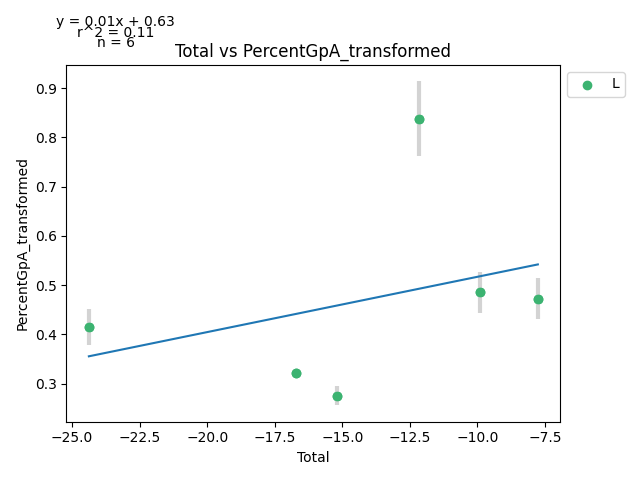 y = 0.01x + 0.63
r^2 = 0.11
n = 6
Total vs PercentGpA_transformed
L
PercentGpA_transformed
0.9
0.8
0.7
0.6
0.5
0.4
0.3
−25.0 −22.5 −20.0 −17.5 −15.0 −12.5 −10.0 −7.5
Total